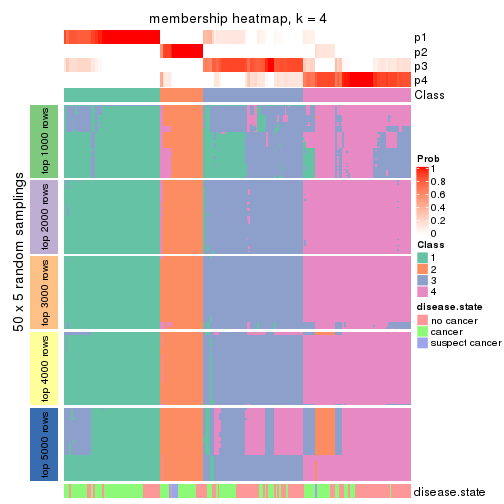 membership heatmap, k = 4
p1
p2
p3
p4
Class
50 x 5 random samplings
top 1000 rows
top 2000 rows
top 3000 rows
top 4000 rows
top 5000 rows
disease.state
Prob
1
0.8
0.6
0.4
0.2
0
Class
1
2
3
4
disease.state
no cancer
cancer
suspect cancer